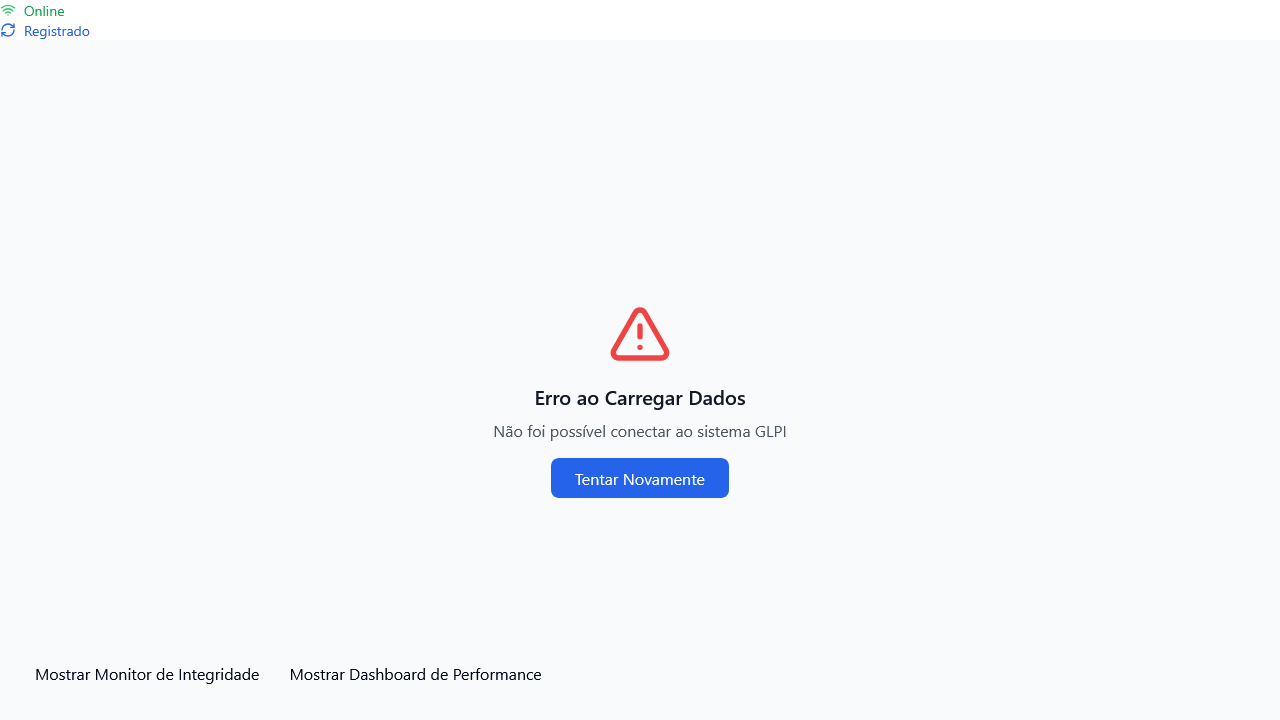 Online
Registrado
Erro ao Carregar Dados
Não foi possível conectar ao sistema GLPI
Tentar Novamente
Mostrar Monitor de Integridade
Mostrar Dashboard de Performance